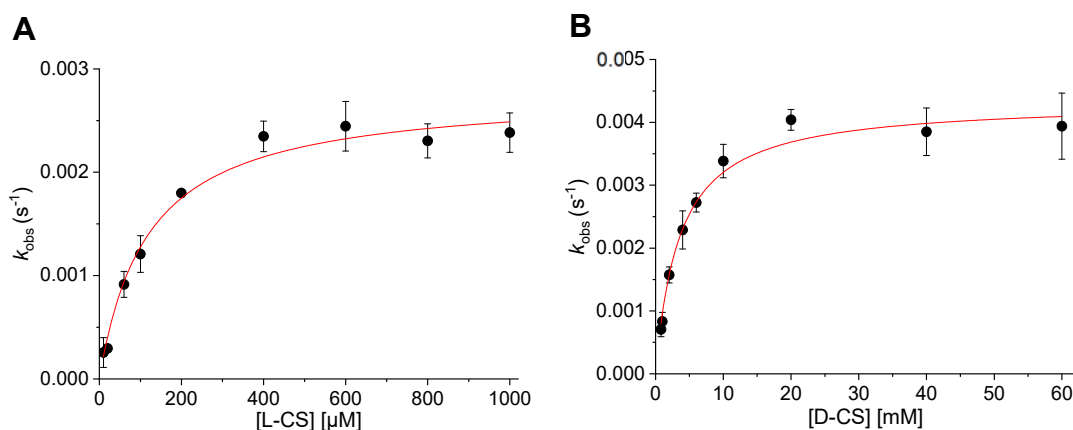 A
0.003
0.002
0.001
0.000
k_obs (s⁻¹)
0 200 400 600 800 1000
[L-CS] [µM]
B
0.005
0.004
0.003
0.002
0.001
0.000
k_obs (s⁻¹)
0 10 20 30 40 50 60
[D-CS] [mM]